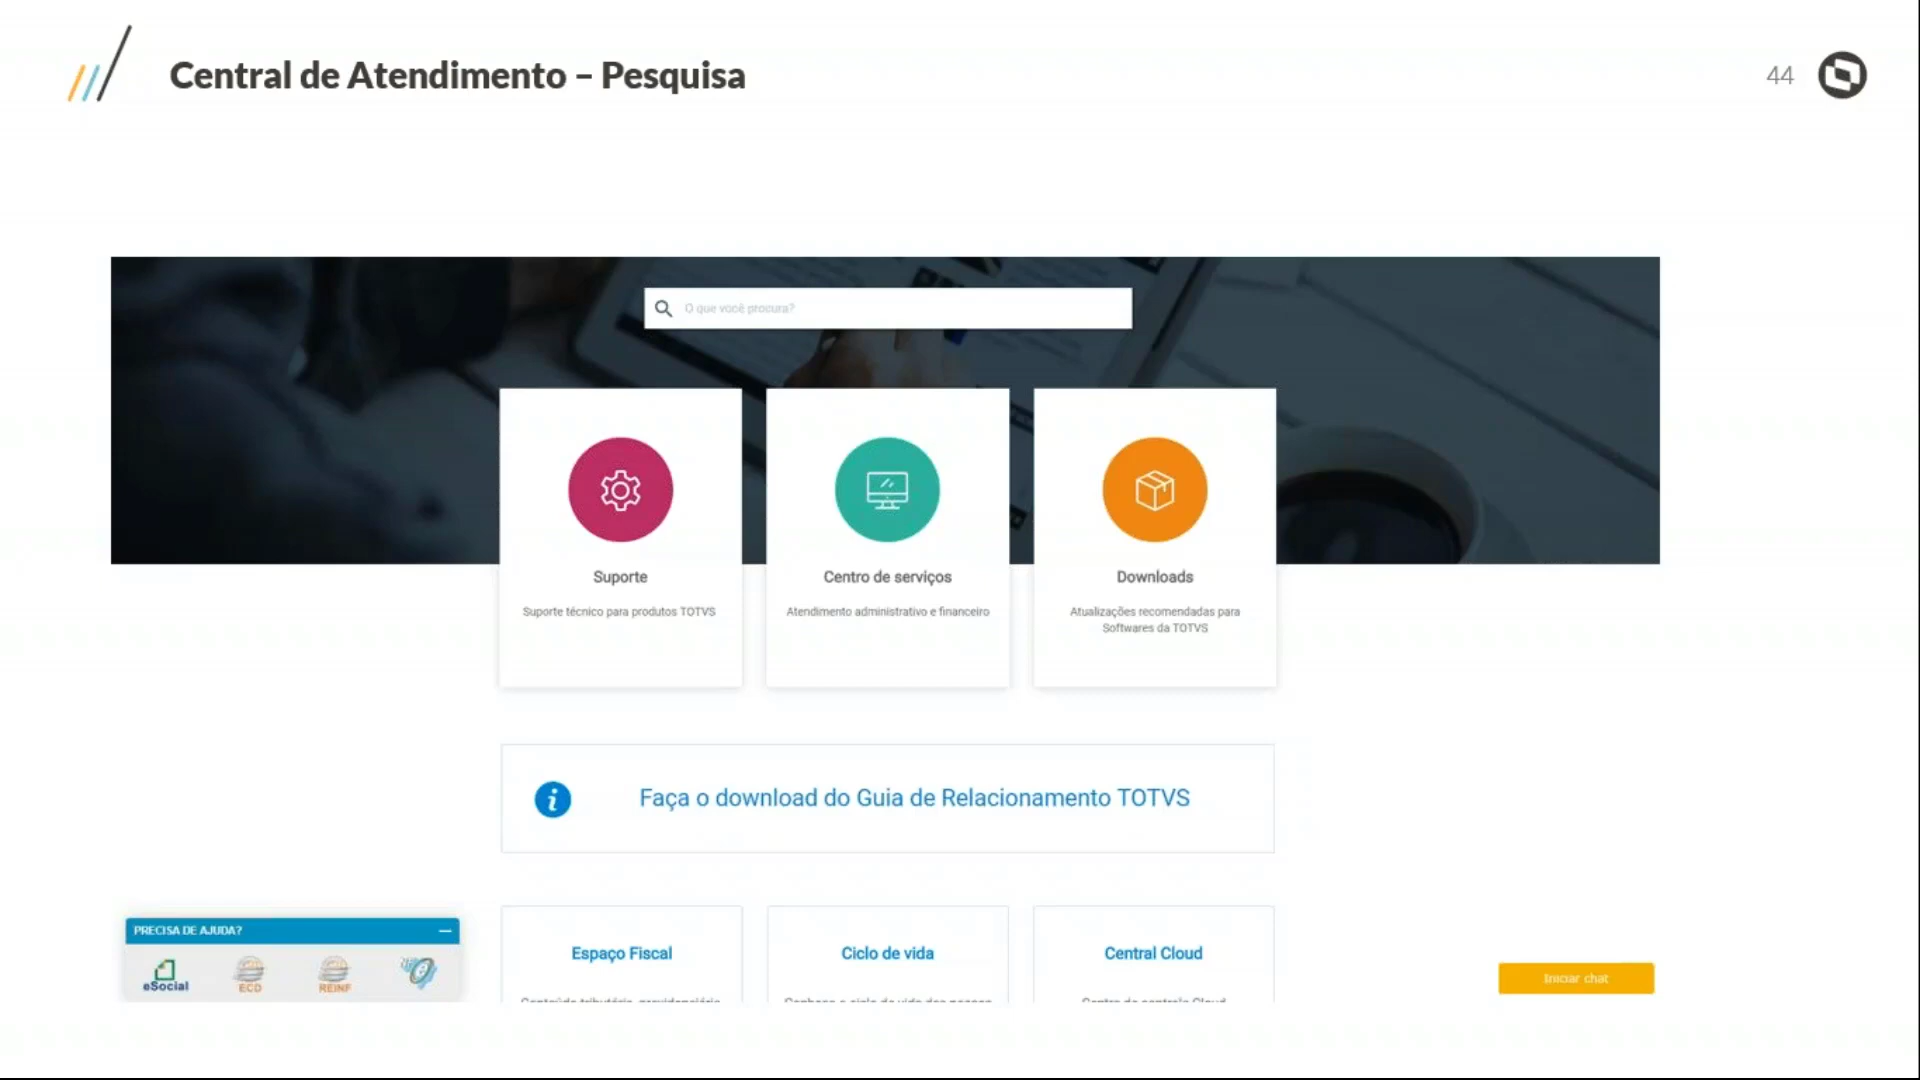 Central de Atendimento – Pesquisa
44
O que você procura?
Suporte
Suporte técnico para produtos TOTVS
Centro de serviços
Atendimento administrativo e financeiro
Downloads
Atualizações recomendadas para
Softwares da TOTVS
Faça o download do Guia de Relacionamento TOTVS
PRECISA DE AJUDA?
eSocial
ECD
REINF
Espaço Fiscal
Ciclo de vida
Central Cloud
Iniciar chat